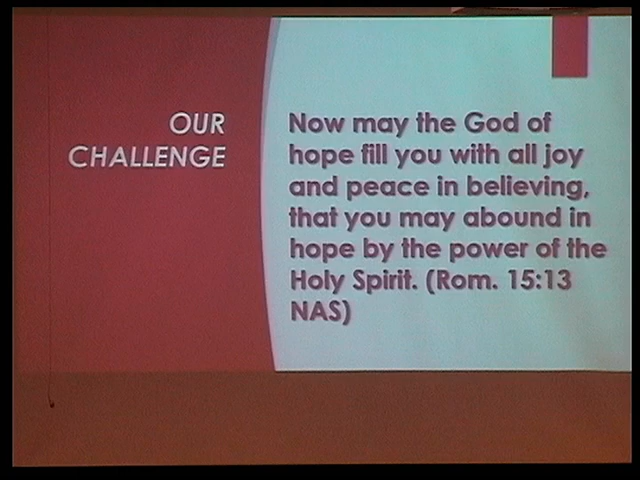 OUR
CHALLENGE
Now may the God of
hope fill you with all joy
and peace in believing,
that you may abound in
hope by the power of the
Holy Spirit. (Rom. 15:13
NAS)